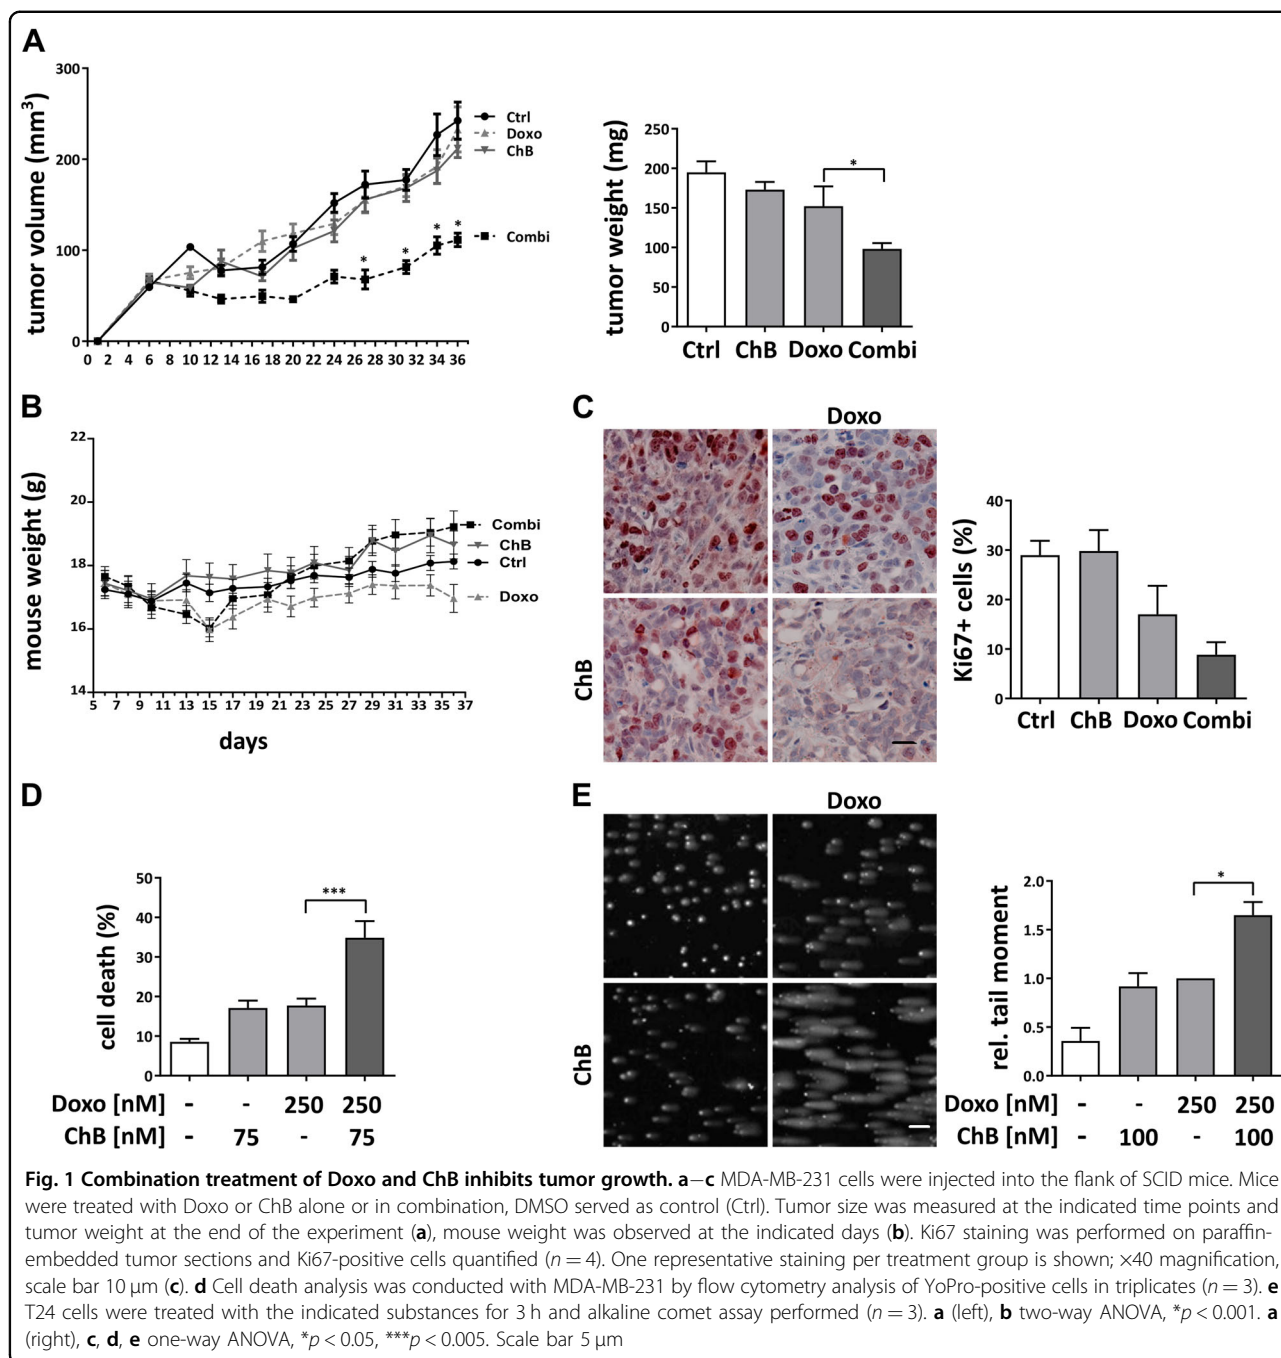 A
tumor volume (mm³)
300
200
100
0
0 2 4 6 8 10 12 14 16 18 20 22 24 26 28 30 32 34 36
Ctrl
Doxo
ChB
Combi
* * * *
tumor weight (mg)
250
200
150
100
50
0
*
Ctrl ChB Doxo Combi
B
mouse weight (g)
22
20
18
16
14
5 7 9 11 13 15 17 19 21 23 25 27 29 31 33 35 37
days
Combi
ChB
Ctrl
Doxo
C
Doxo
ChB
Ki67+ cells (%)
40
30
20
10
0
Ctrl ChB Doxo Combi
D
cell death (%)
50
40
30
20
10
0
***
Doxo [nM] - - 250 250
ChB [nM] - 75 - 75
E
Doxo
ChB
rel. tail moment
2.0
1.5
1.0
0.5
0.0
*
Doxo [nM] - - 250 250
ChB [nM] - 100 - 100
Fig. 1 Combination treatment of Doxo and ChB inhibits tumor growth. a–c MDA-MB-231 cells were injected into the flank of SCID mice. Mice
were treated with Doxo or ChB alone or in combination, DMSO served as control (Ctrl). Tumor size was measured at the indicated time points and
tumor weight at the end of the experiment (a), mouse weight was observed at the indicated days (b). Ki67 staining was performed on paraffin-
embedded tumor sections and Ki67-positive cells quantified (n = 4). One representative staining per treatment group is shown; ×40 magnification,
scale bar 10 µm (c). d Cell death analysis was conducted with MDA-MB-231 by flow cytometry analysis of YoPro-positive cells in triplicates (n = 3). e
T24 cells were treated with the indicated substances for 3 h and alkaline comet assay performed (n = 3). a (left), b two-way ANOVA, *p < 0.001. a
(right), c, d, e one-way ANOVA, *p < 0.05, ***p < 0.005. Scale bar 5 µm